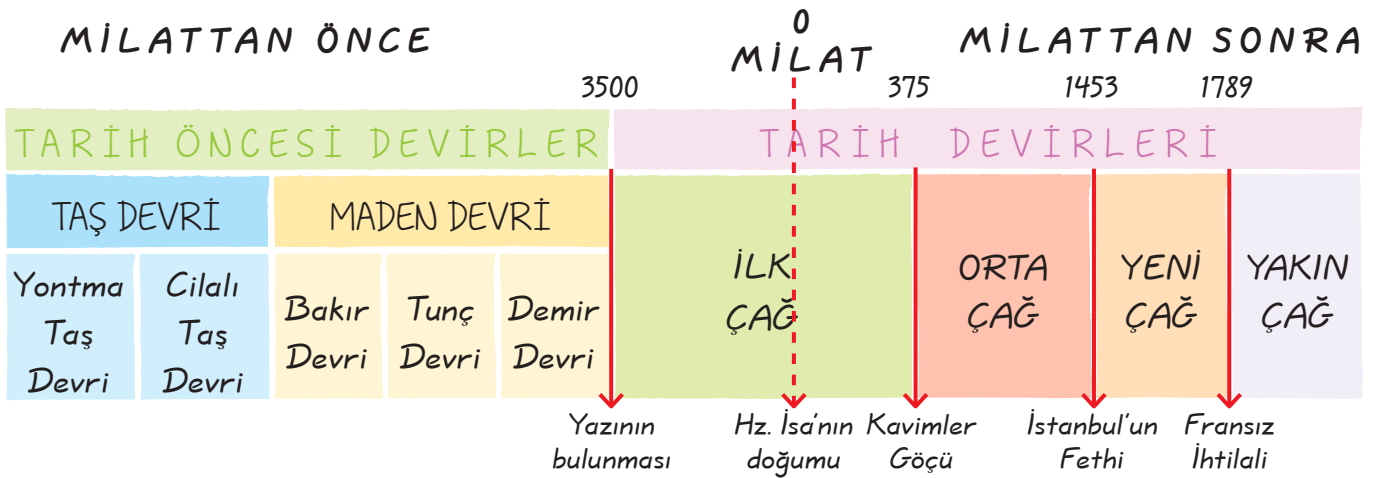 MİLATTAN ÖNCE
0
MİLAT
MİLATTAN SONRA
3500
375
1453
1789
TARİH ÖNCESİ DEVİRLER
TARİH DEVİRLERİ
TAŞ DEVRİ
MADEN DEVRİ
Yontma
Taş
Devri
Cilalı
Taş
Devri
Bakır
Devri
Tunç
Devri
Demir
Devri
İLK
ÇAĞ
ORTA
ÇAĞ
YENİ
ÇAĞ
YAKIN
ÇAĞ
Yazının
bulunması
Hz. İsa'nın
doğumu
Kavimler
Göçü
İstanbul'un
Fethi
Fransız
İhtilali